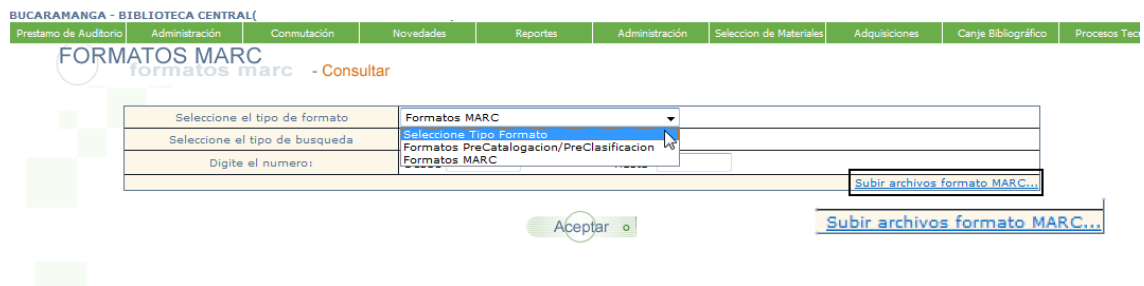 BUCARAMANGA - BIBLIOTECA CENTRAL(
Prestamo de Auditorio Administración Conmutación Novedades Reportes Administración Seleccion de Materiales Adquisiciones Canje Bibliográfico Procesos Tecn
FORMATOS MARC
formatos marc - Consultar
Seleccione el tipo de formato Formatos MARC
Seleccione Tipo Formato
Seleccione el tipo de busqueda
Formatos PreCatalogacion/PreClasificacion
Formatos MARC
Digite el numero:
Subir archivos formato MARC...
Subir archivos formato MARC...
Aceptar